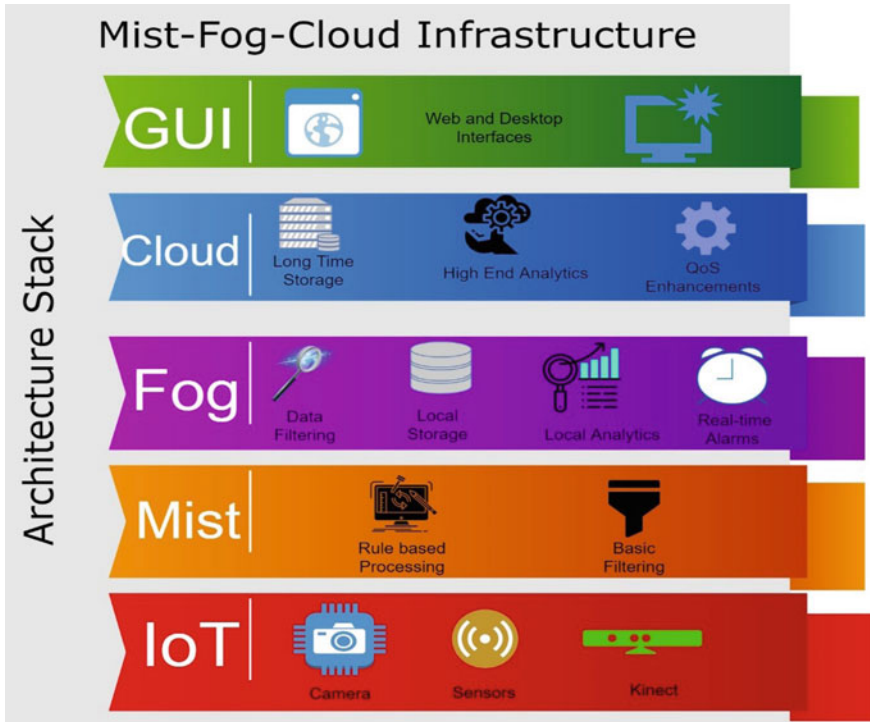 Mist-Fog-Cloud Infrastructure
Architecture Stack
GUI
Web and Desktop
Interfaces
Cloud
Long Time
Storage
High End Analytics
QoS
Enhancements
Fog
Data
Filtering
Local
Storage
Local Analytics
Real-time
Alarms
Mist
Rule based
Processing
Basic
Filtering
IoT
Camera
Sensors
Kinect